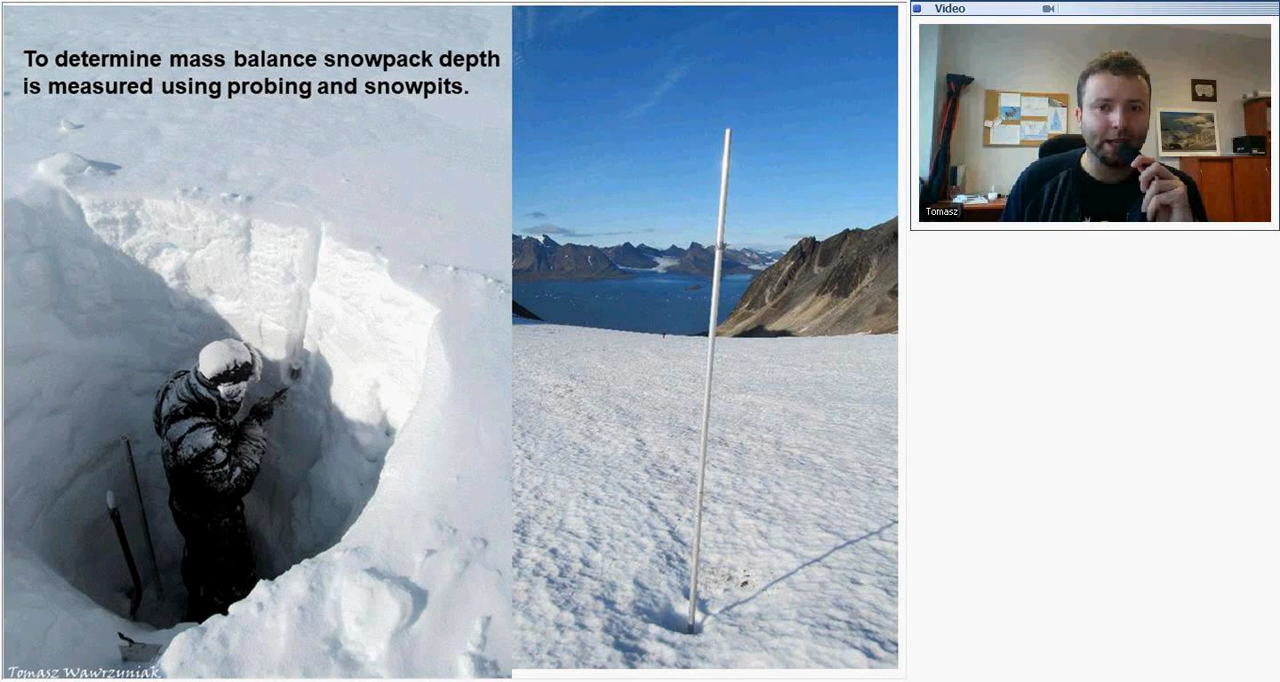 To determine mass balance snowpack depth
is measured using probing and snowpits.
Tomasz Wawrzyniak
Video
Tomasz